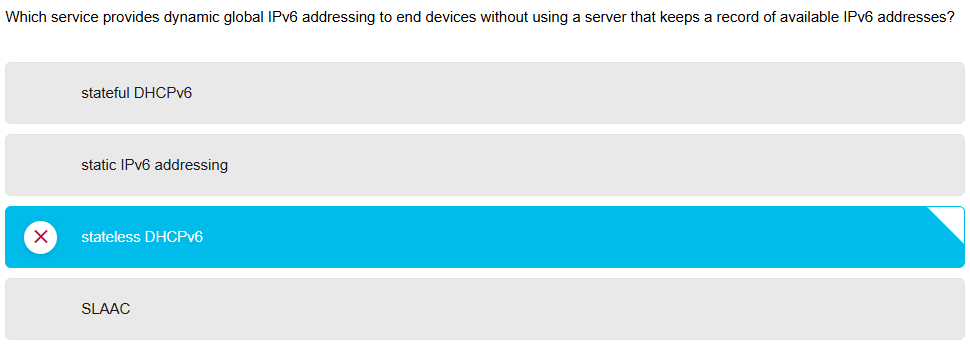 Which service provides dynamic global IPv6 addressing to end devices without using a server that keeps a record of available IPv6 addresses?
stateful DHCPv6
static IPv6 addressing
stateless DHCPv6
SLAAC